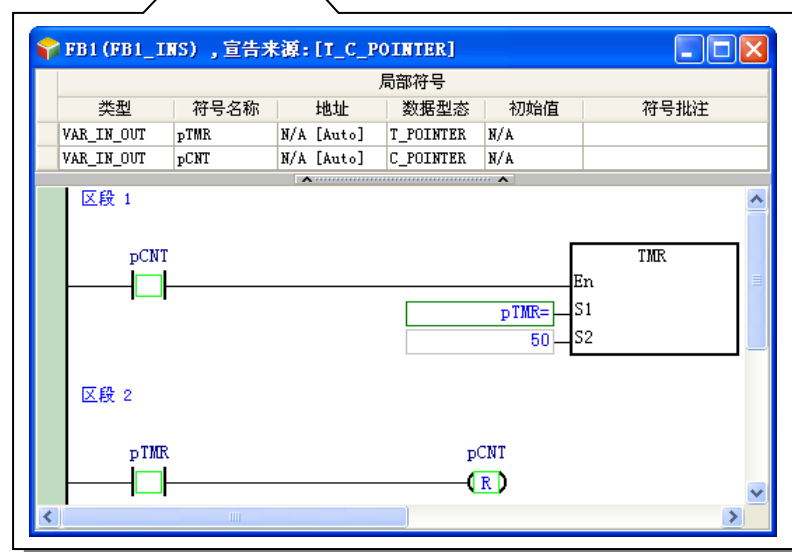 FB1(FB1_INS) ,宣告来源:[T_C_POINTER]
局部符号
类型 符号名称 地址 数据型态 初始值 符号批注
VAR_IN_OUT pTMR N/A [Auto] T_POINTER N/A
VAR_IN_OUT pCNT N/A [Auto] C_POINTER N/A
区段 1
pCNT TMR
En
pTMR= S1
50 S2
区段 2
pTMR pCNT
R